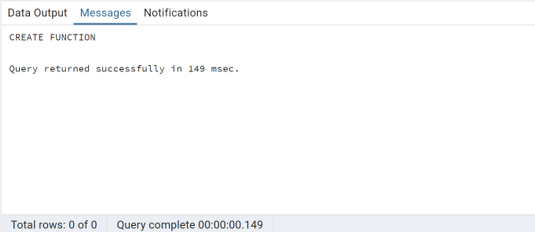 Data Output Messages Notifications
CREATE FUNCTION
Query returned successfully in 149 msec.
Total rows: 0 of 0 Query complete 00:00:00.149